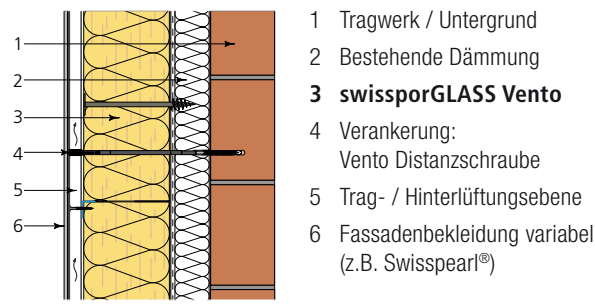 1 Tragwerk / Untergrund
2 Bestehende Dämmung
3 swissporGLASS Vento
4 Verankerung:
Vento Distanzschraube
5 Trag- / Hinterlüftungsebene
6 Fassadenbekleidung variabel
(z.B. Swisspearl®)
1
2
3
4
5
6